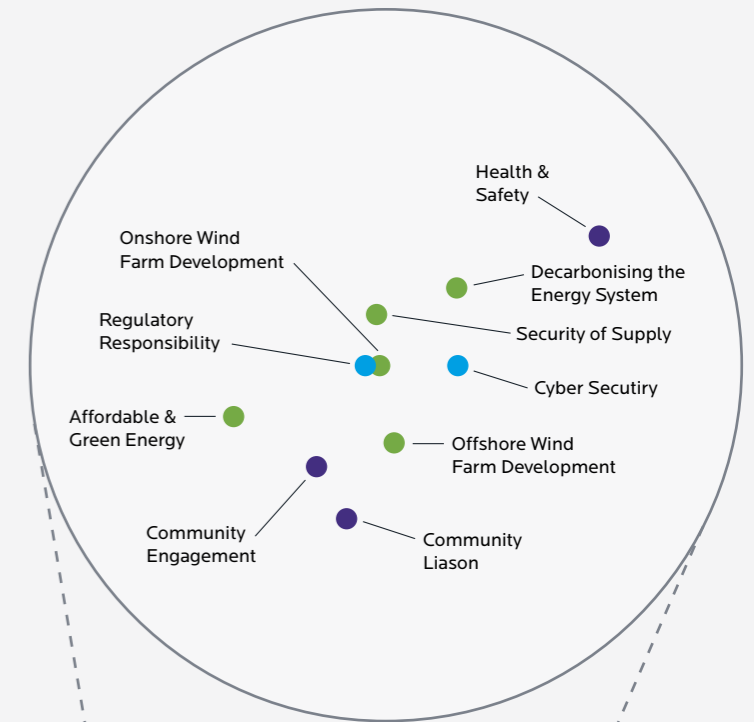 Health &
Safety
Onshore Wind
Farm Development
Decarbonising the
Energy System
Regulatory
Responsibility
Security of Supply
Cyber Secutiry
Affordable &
Green Energy
Offshore Wind
Farm Development
Community
Engagement
Community
Liason